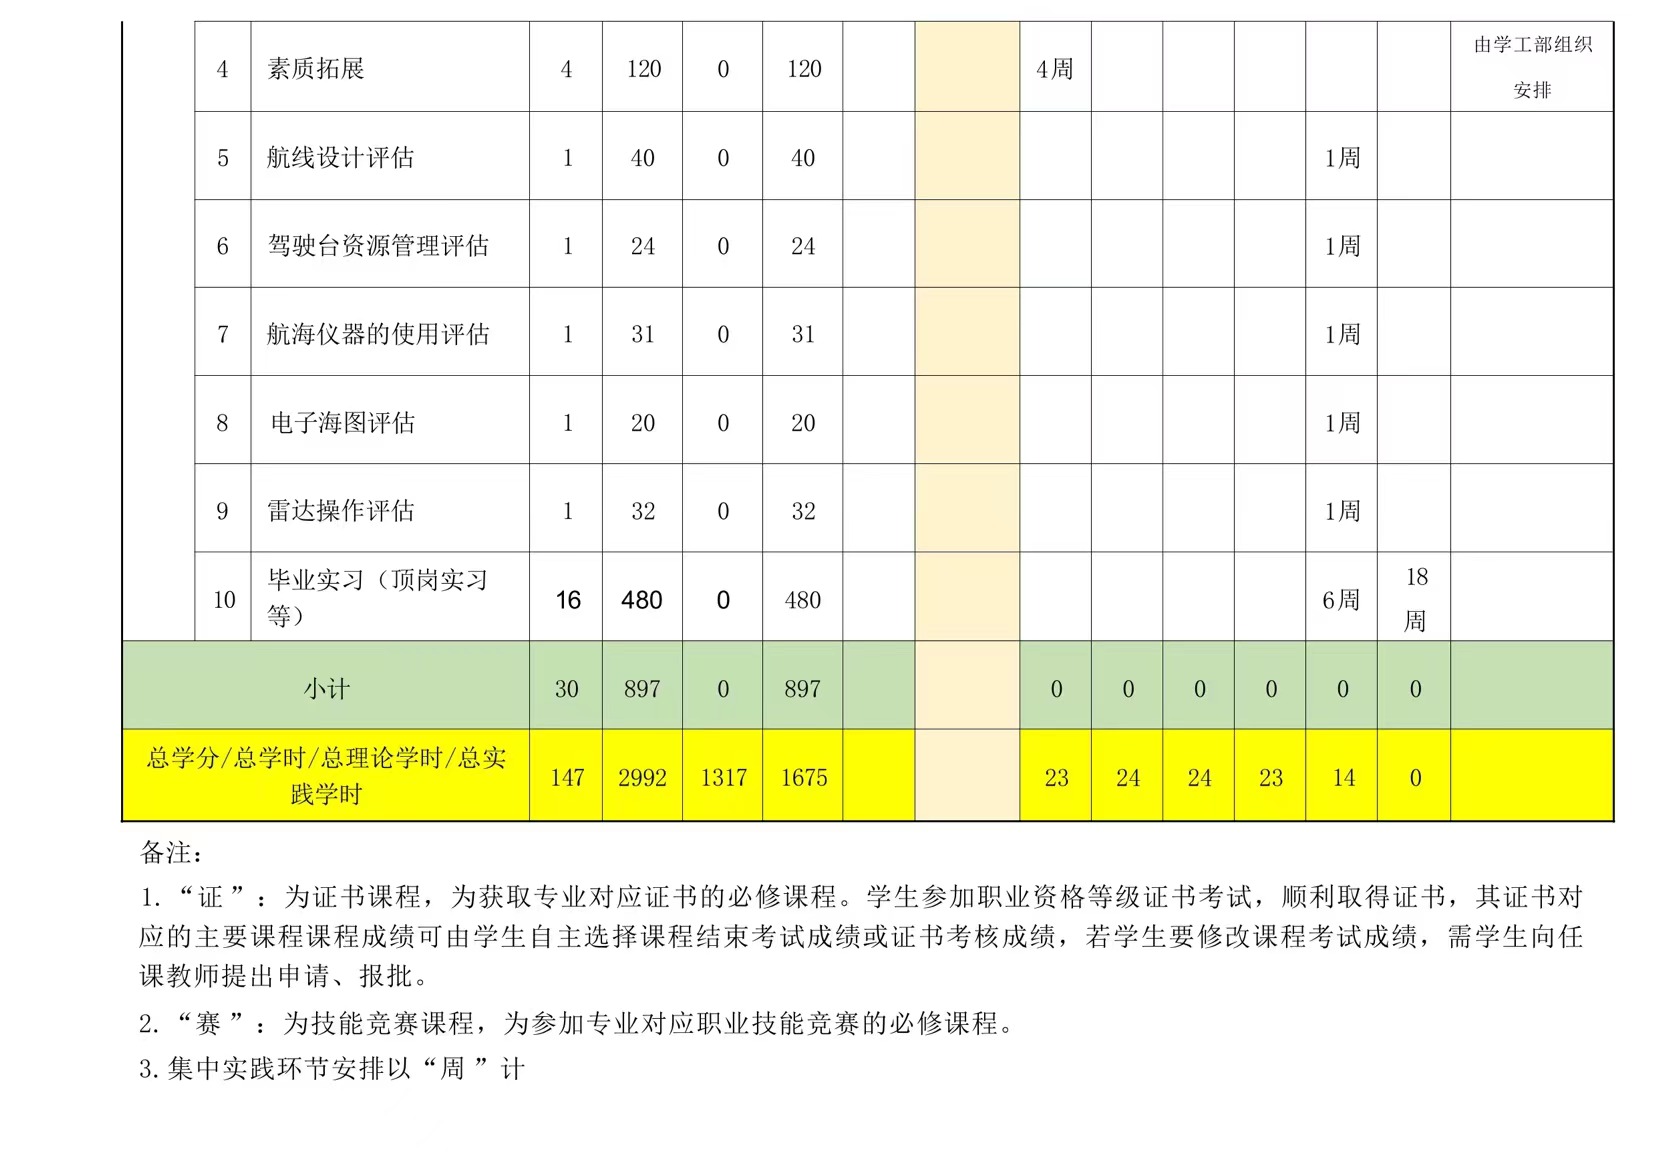 4 素质拓展 4 120 0 120 4周 由学工部组织
安排
5 航线设计评估 1 40 0 40 1周
6 驾驶台资源管理评估 1 24 0 24 1周
7 航海仪器的使用评估 1 31 0 31 1周
8 电子海图评估 1 20 0 20 1周
9 雷达操作评估 1 32 0 32 1周
10 毕业实习（顶岗实习
等） 16 480 0 480 6周 18
周
小计 30 897 0 897 0 0 0 0 0 0
总学分/总学时/总理论学时/总实
践学时 147 2992 1317 1675 23 24 24 23 14 0
备注：
1. “证 ”： 为证书课程，为获取专业对应证书的必修课程。学生参加职业资格等级证书考试，顺利取得证书，其证书对
应的主要课程课程成绩可由学生自主选择课程结束考试成绩或证书考核成绩，若学生要修改课程考试成绩，需学生向任
课教师提出申请、报批。
2. “赛 ”： 为技能竞赛课程，为参加专业对应职业技能竞赛的必修课程。
3. 集中实践环节安排以“周 ”计